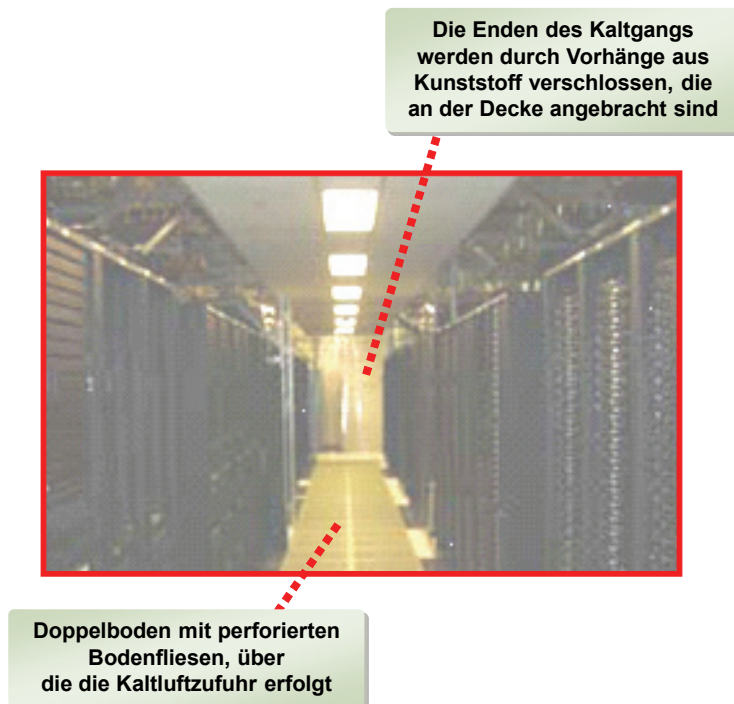 Die Enden des Kaltgangs
werden durch Vorhänge aus
Kunststoff verschlossen, die
an der Decke angebracht sind
Doppelboden mit perforierten
Bodenfliesen, über
die die Kaltluftzufuhr erfolgt